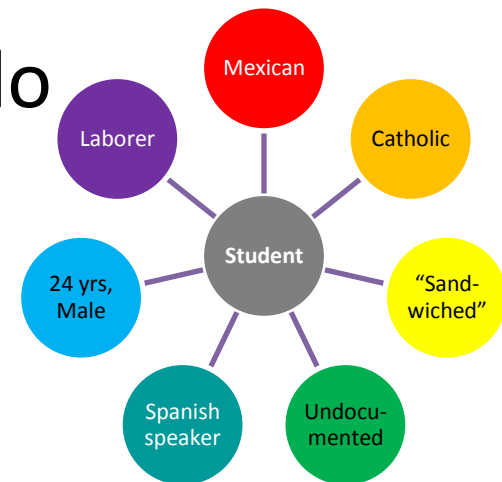 lo
Mexican
Laborer
Catholic
Student
24 yrs,
Male
“Sand-
wiched”
Spanish
speaker
Undocu-
mented